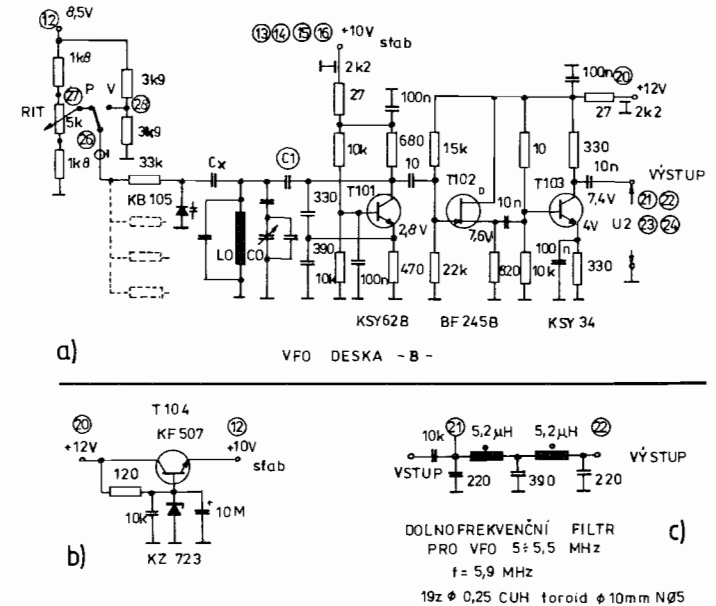 ⑫ 8,5V
1k8
P V
3k9
㉗ ㉘
RIT
5k
3k9
㉖
1k8
33k
KB 105
Cx
C1
LO
CO
⑬ ⑭ ⑮ ⑯ +10V
stab
2k2
27
100n
10k
680
10
330
T101
2,8V
390
10k
100n
470
15k
T102
D
10n
7,6V
22k
820
10
10k
100n ⑳
+12V
27
2k2
330
10n
T103
7,4V
4V
100n
330
VÝSTUP
㉑ ㉒
U2
㉓ ㉔
KSY62B BF245B KSY 34
a)
VFO DESKA - B -
T104
⑳ KF507 ⑫
+12V +10V
stab
120
10k
10M
b)
KZ 723
10k ㉑ 5,2µH 5,2µH ㉒
VSTUP VÝSTUP
220 390 220
DOLNOFREKVENČNÍ FILTR
c)
PRO VFO 5÷5,5 MHz
f= 5,9 MHz
19z ϕ 0,25 CUH toroid ϕ 10mm NØ5